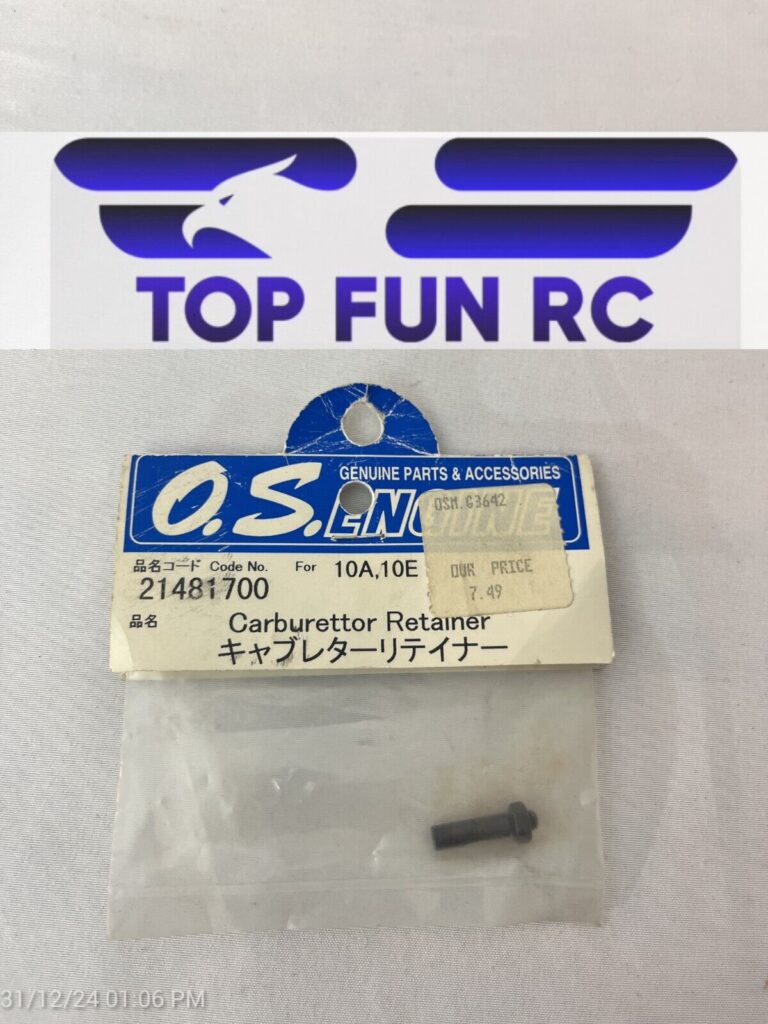 TOP FUN RC
GENUINE PARTS & ACCESSORIES
O.S. ENGINE
OSM.G3642
OUR PRICE
7.49
品名コード Code No. For 10A,10E
21481700
品名 Carburettor Retainer
キャブレターリテイナー
31/12/24 01:06 PM